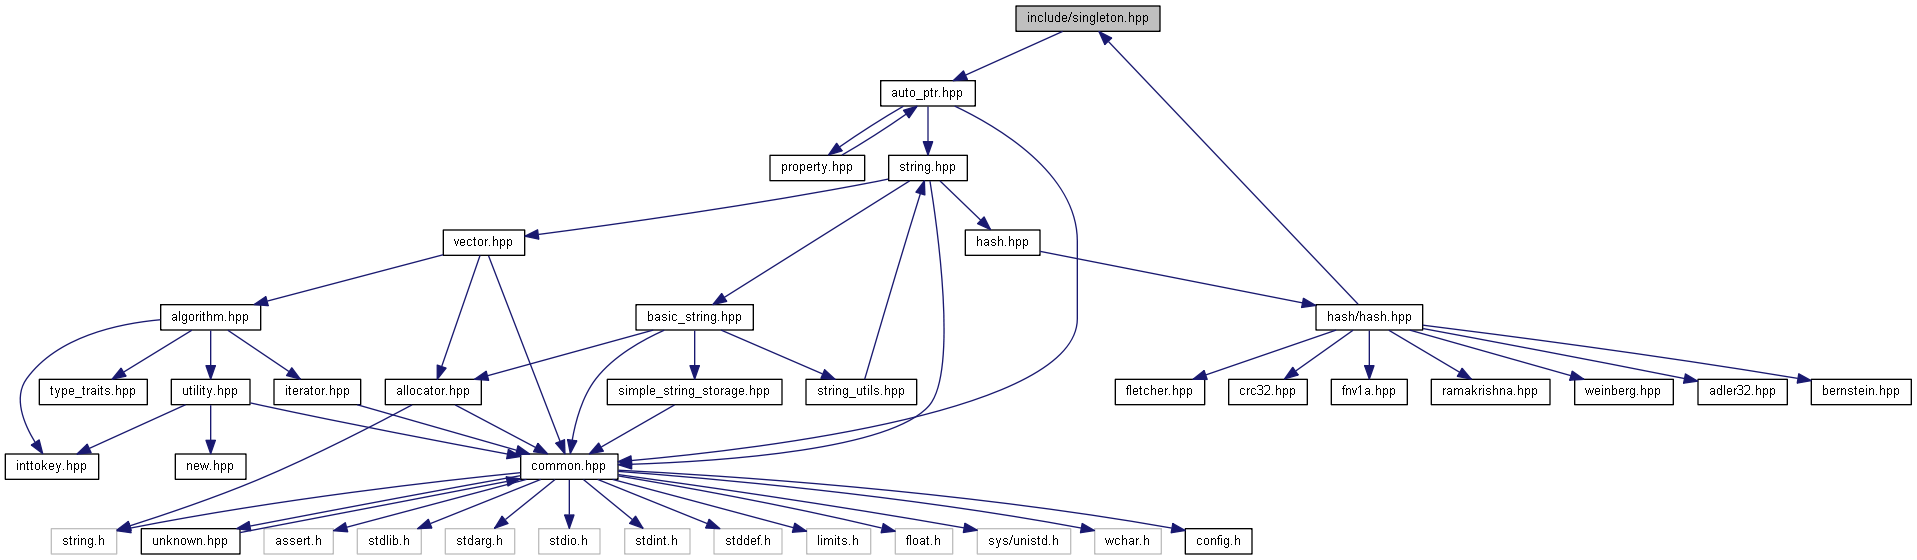 include/singleton.hpp
auto_ptr.hpp
property.hpp
string.hpp
vector.hpp
hash.hpp
algorithm.hpp
basic_string.hpp
hash/hash.hpp
type_traits.hpp
utility.hpp
iterator.hpp
allocator.hpp
simple_string_storage.hpp
string_utils.hpp
fletcher.hpp
crc32.hpp
fnv1a.hpp
ramakrishna.hpp
weinberg.hpp
adler32.hpp
bernstein.hpp
inttokey.hpp
new.hpp
common.hpp
string.h
unknown.hpp
assert.h
stdlib.h
stdarg.h
stdio.h
stdint.h
stddef.h
limits.h
float.h
sys/unistd.h
wchar.h
config.h